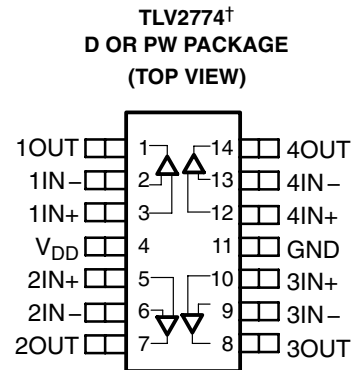 TLV2774†
D OR PW PACKAGE
(TOP VIEW)
1OUT 1 14 4OUT
1IN− 2 13 4IN−
1IN+ 3 12 4IN+
VDD 4 11 GND
2IN+ 5 10 3IN+
2IN− 6 9 3IN−
2OUT 7 8 3OUT